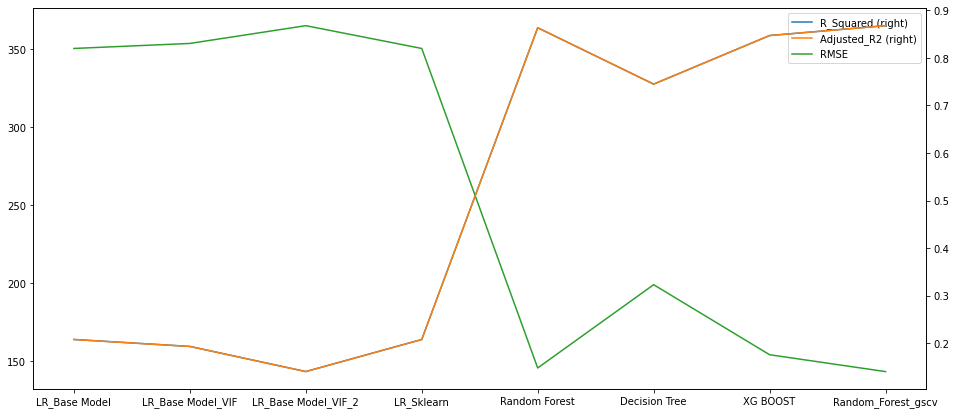 R_Squared (right)
Adjusted_R2 (right)
RMSE
350
300
250
200
150
0.9
0.8
0.7
0.6
0.5
0.4
0.3
0.2
LR_Base Model
LR_Base Model_VIF
LR_Base Model_VIF_2
LR_Sklearn
Random Forest
Decision Tree
XG BOOST
Random_Forest_gscv